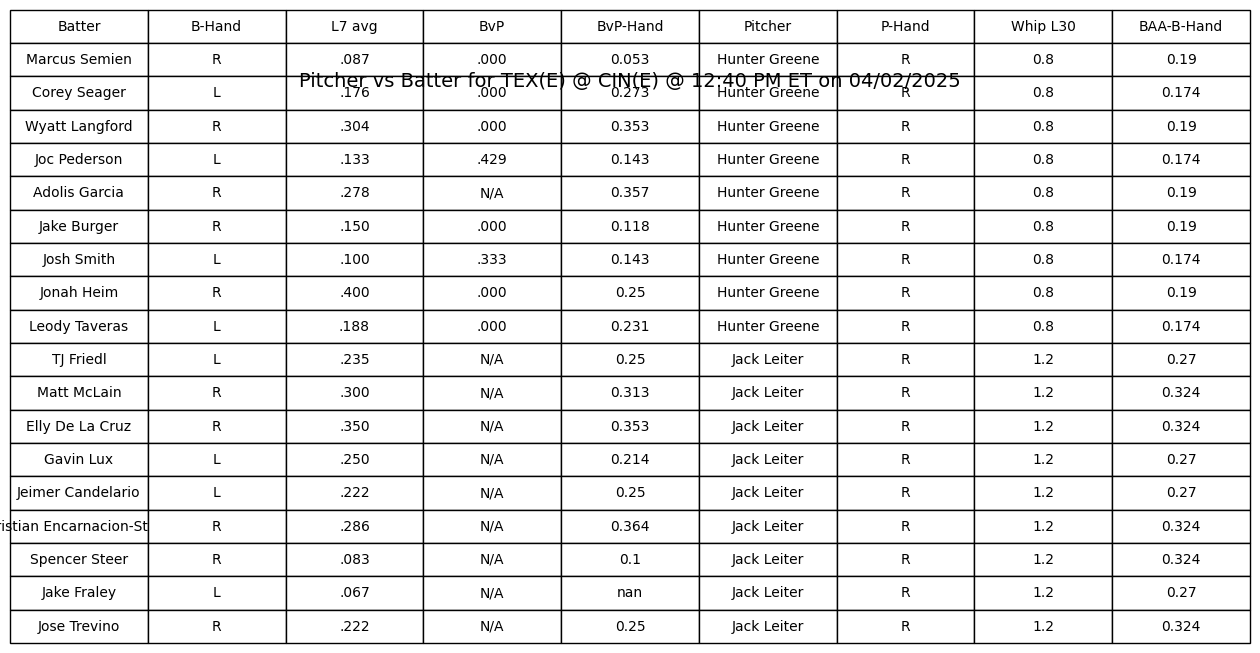 Batter B-Hand L7 avg BvP BvP-Hand Pitcher P-Hand Whip L30 BAA-B-Hand
Marcus Semien R .087 .000 0.053 Hunter Greene R 0.8 0.19
Pitcher vs Batter for TEX(E) @ CIN(E) @ 12:40 PM ET on 04/02/2025
Corey Seager L .176 .000 0.273 Hunter Greene R 0.8 0.174
Wyatt Langford R .304 .000 0.353 Hunter Greene R 0.8 0.19
Joc Pederson L .133 .429 0.143 Hunter Greene R 0.8 0.174
Adolis Garcia R .278 N/A 0.357 Hunter Greene R 0.8 0.19
Jake Burger R .150 .000 0.118 Hunter Greene R 0.8 0.19
Josh Smith L .100 .333 0.143 Hunter Greene R 0.8 0.174
Jonah Heim R .400 .000 0.25 Hunter Greene R 0.8 0.19
Leody Taveras L .188 .000 0.231 Hunter Greene R 0.8 0.174
TJ Friedl L .235 N/A 0.25 Jack Leiter R 1.2 0.27
Matt McLain R .300 N/A 0.313 Jack Leiter R 1.2 0.324
Elly De La Cruz R .350 N/A 0.353 Jack Leiter R 1.2 0.324
Gavin Lux L .250 N/A 0.214 Jack Leiter R 1.2 0.27
Jeimer Candelario L .222 N/A 0.25 Jack Leiter R 1.2 0.27
istian Encarnacion-St R .286 N/A 0.364 Jack Leiter R 1.2 0.324
Spencer Steer R .083 N/A 0.1 Jack Leiter R 1.2 0.324
Jake Fraley L .067 N/A nan Jack Leiter R 1.2 0.27
Jose Trevino R .222 N/A 0.25 Jack Leiter R 1.2 0.324